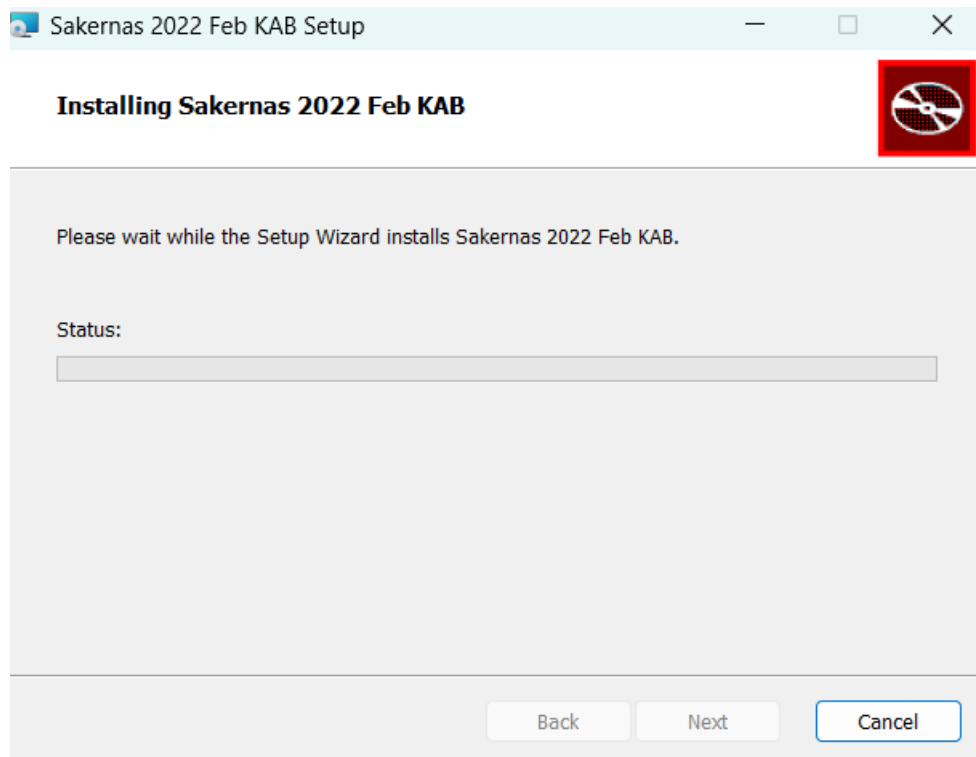 Sakernas 2022 Feb KAB Setup
Installing Sakernas 2022 Feb KAB
Please wait while the Setup Wizard installs Sakernas 2022 Feb KAB.
Status:
Back Next Cancel